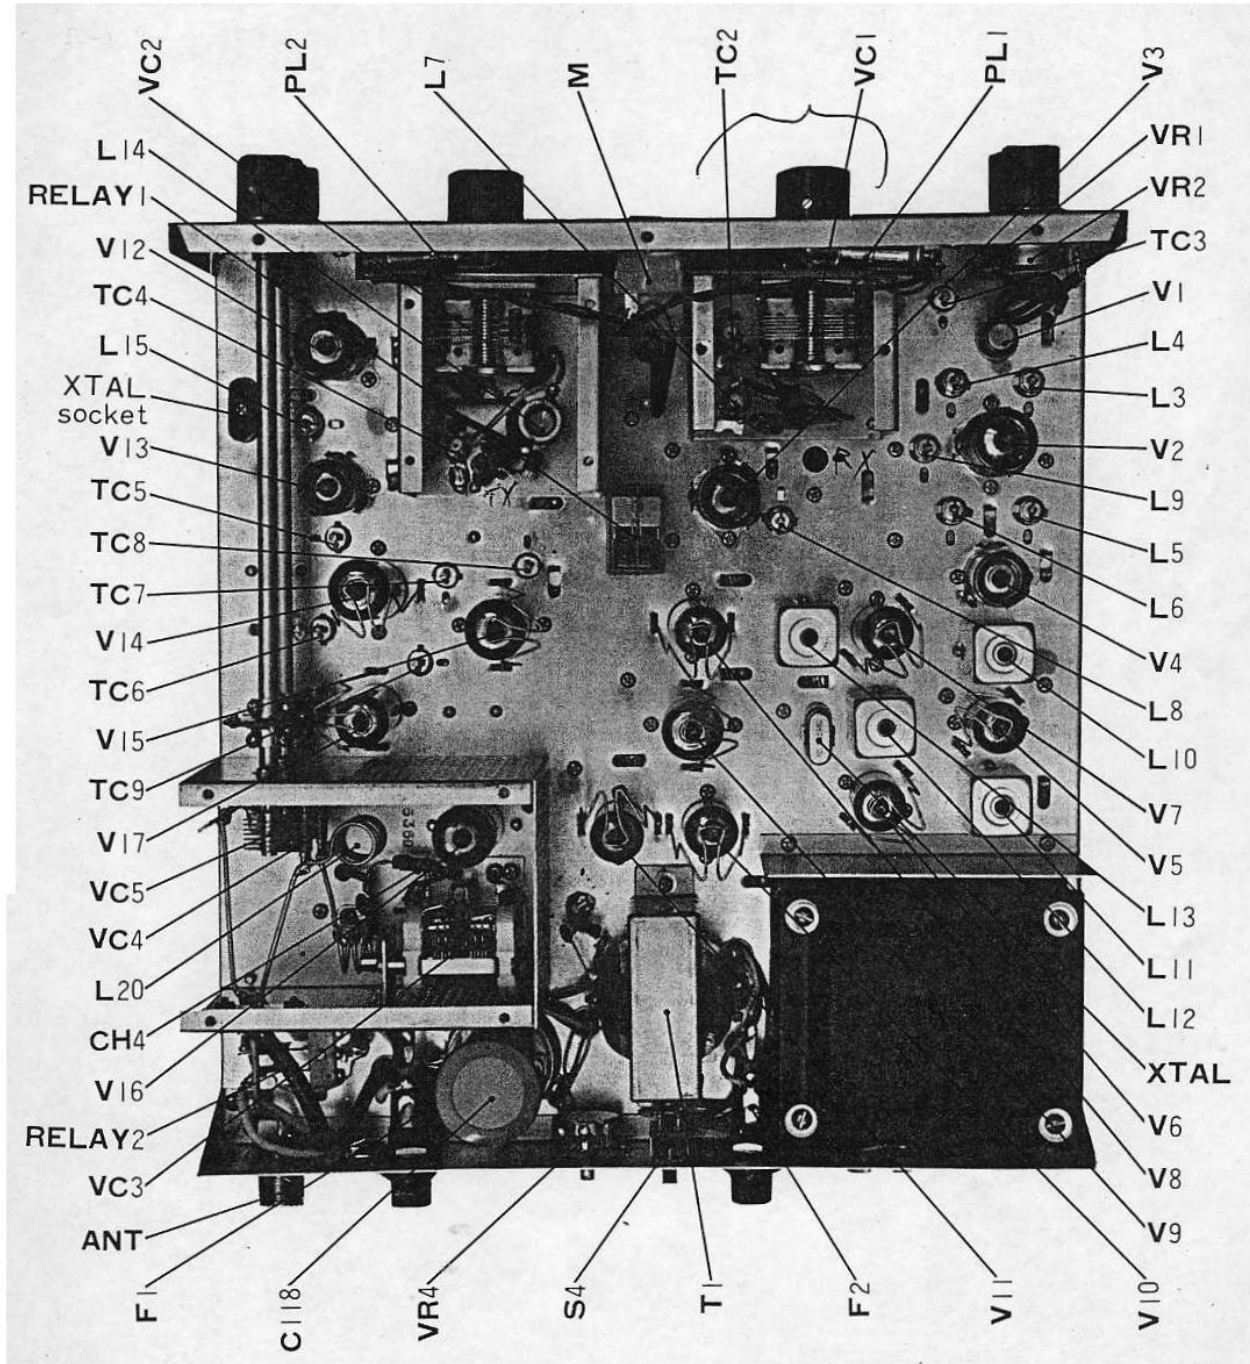 VC2
PL2
L7
M
TC2
VC1
PL1
V3
L14
RELAY1
V12
TC4
L15
XTAL
socket
V13
TC5
TC8
TC7
V14
TC6
V15
TC9
V17
VC5
VC4
L20
CH4
V16
RELAY2
VC3
ANT
VR1
VR2
TC3
V1
L4
L3
V2
L9
L5
L6
V4
L8
L10
V7
V5
L13
L11
L12
XTAL
V6
V8
V9
RX
TX
5360
F1
C118
VR4
S4
T1
F2
V11
V10